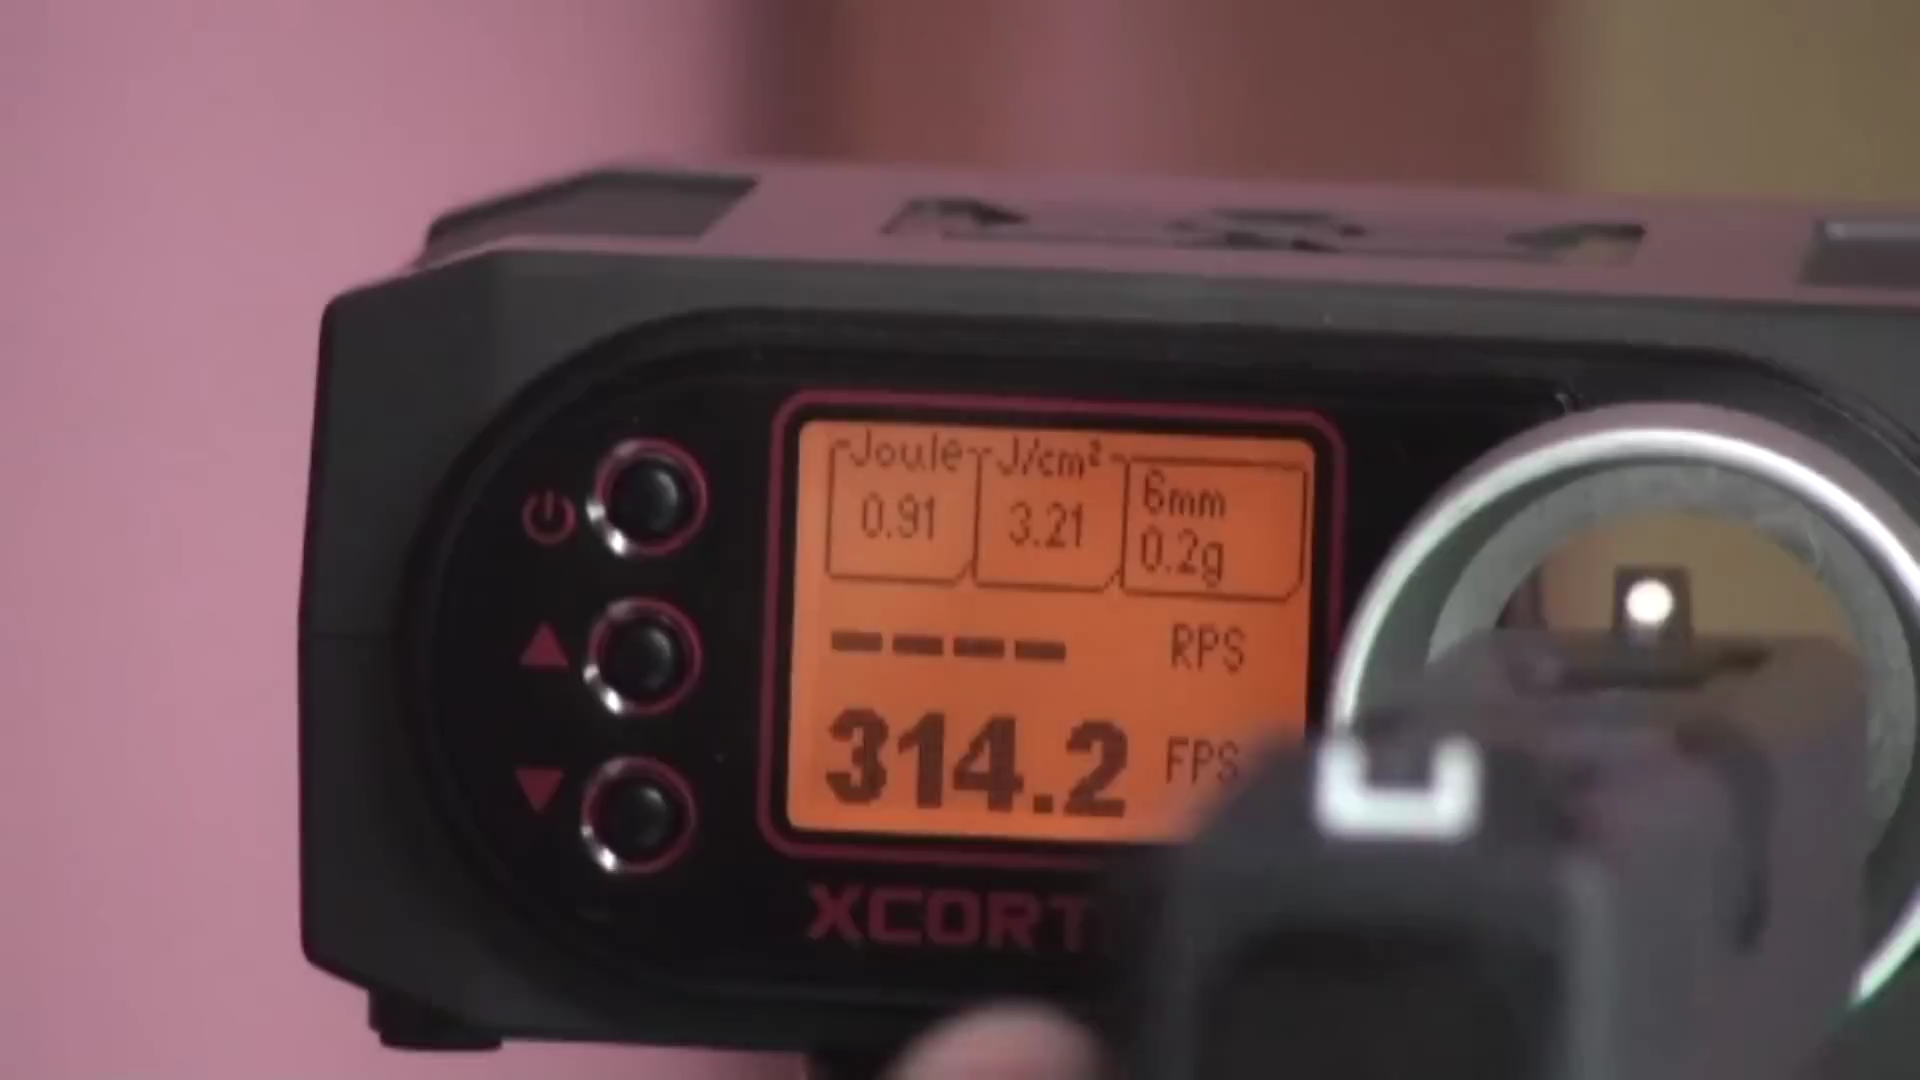 Joule J/cm² 6mm
0.91 3.21 0.2g
---- RPS
314.2 FPS
XCORT